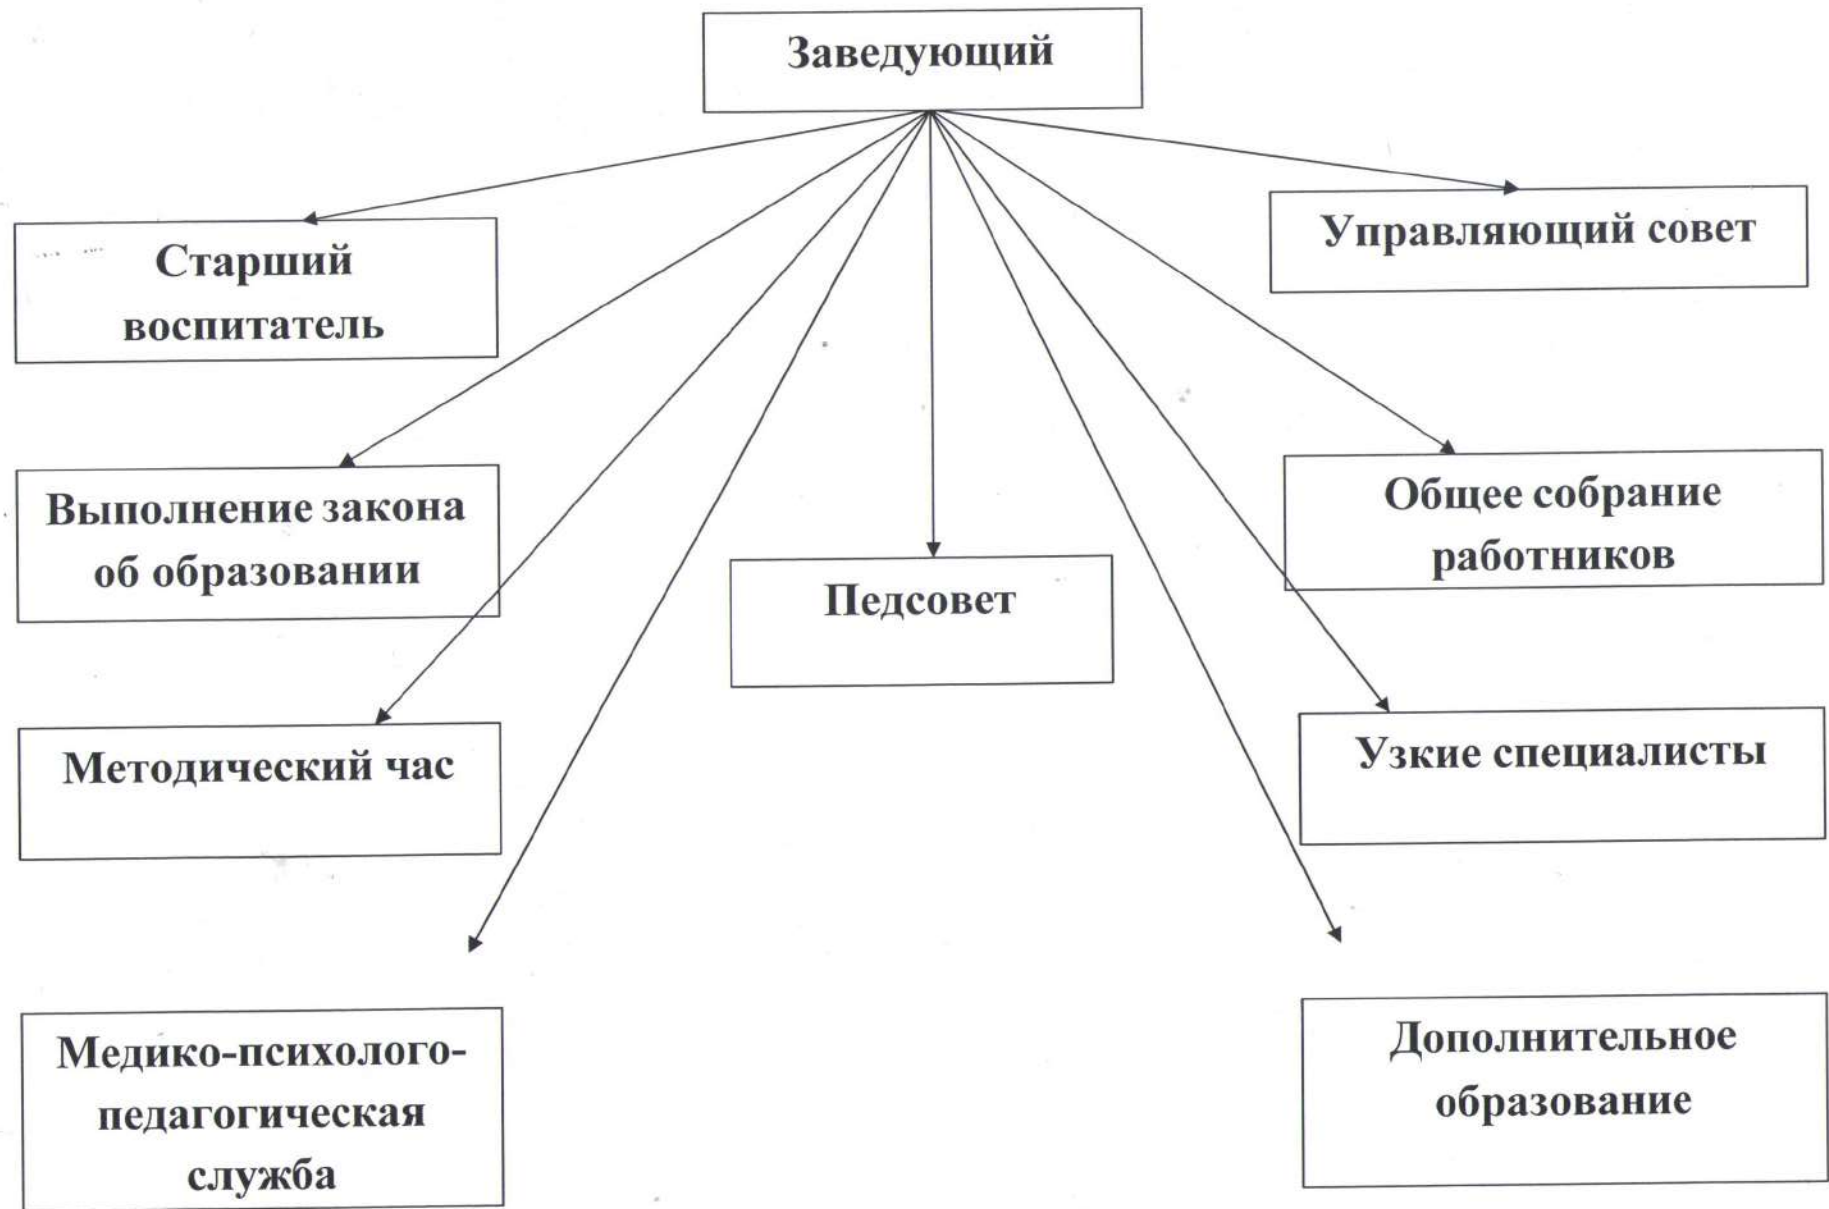 Заведующий
Управляющий совет
Старший
воспитатель
Выполнение закона
об образовании
Общее собрание
работников
Педсовет
Методический час
Узкие специалисты
Медико-психолого-
педагогическая
служба
Дополнительное
образование